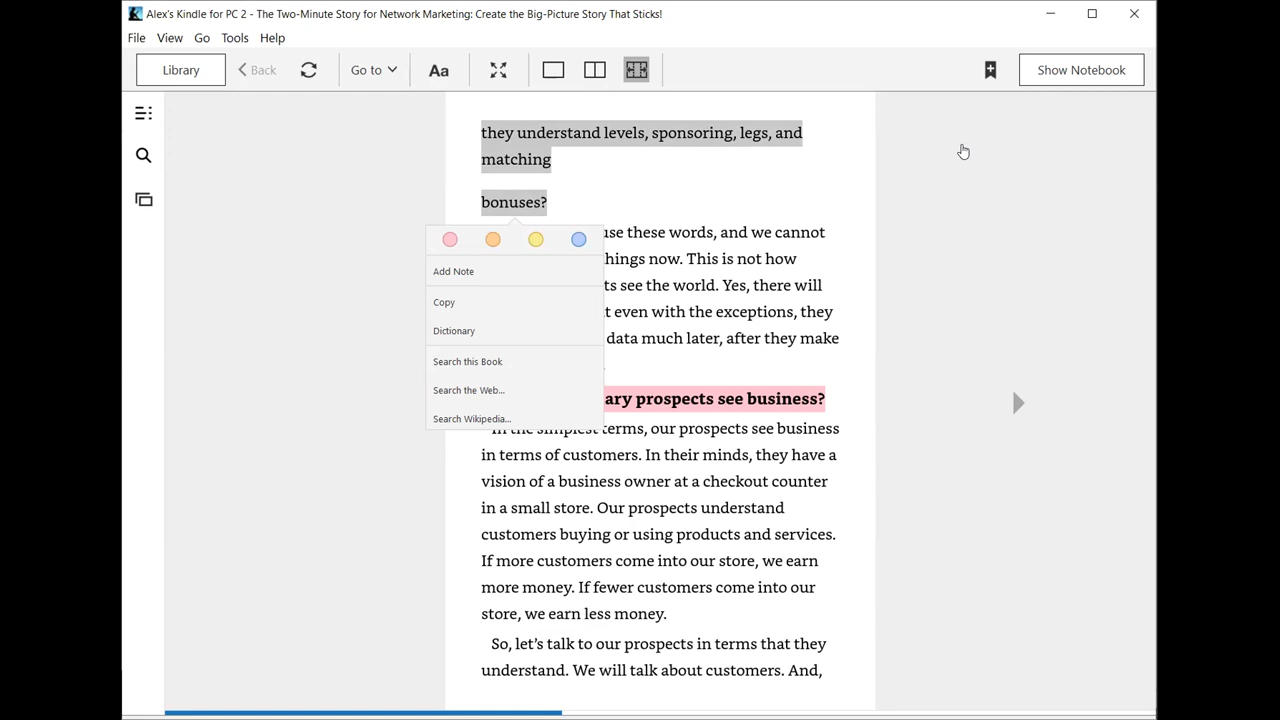 Alex's Kindle for PC 2 - The Two-Minute Story for Network Marketing: Create the Big-Picture Story That Sticks!
File View Go Tools Help
Library Back Go to Aa Show Notebook
they understand levels, sponsoring, legs, and
matching
bonuses?
use these words, and we cannot
hings now. This is not how
ts see the world. Yes, there will
t even with the exceptions, they
data much later, after they make
Add Note
Copy
Dictionary
Search this Book
Search the Web...
Search Wikipedia...
ary prospects see business?
In the simplest terms, our prospects see business
in terms of customers. In their minds, they have a
vision of a business owner at a checkout counter
in a small store. Our prospects understand
customers buying or using products and services.
If more customers come into our store, we earn
more money. If fewer customers come into our
store, we earn less money.
So, let's talk to our prospects in terms that they
understand. We will talk about customers. And,